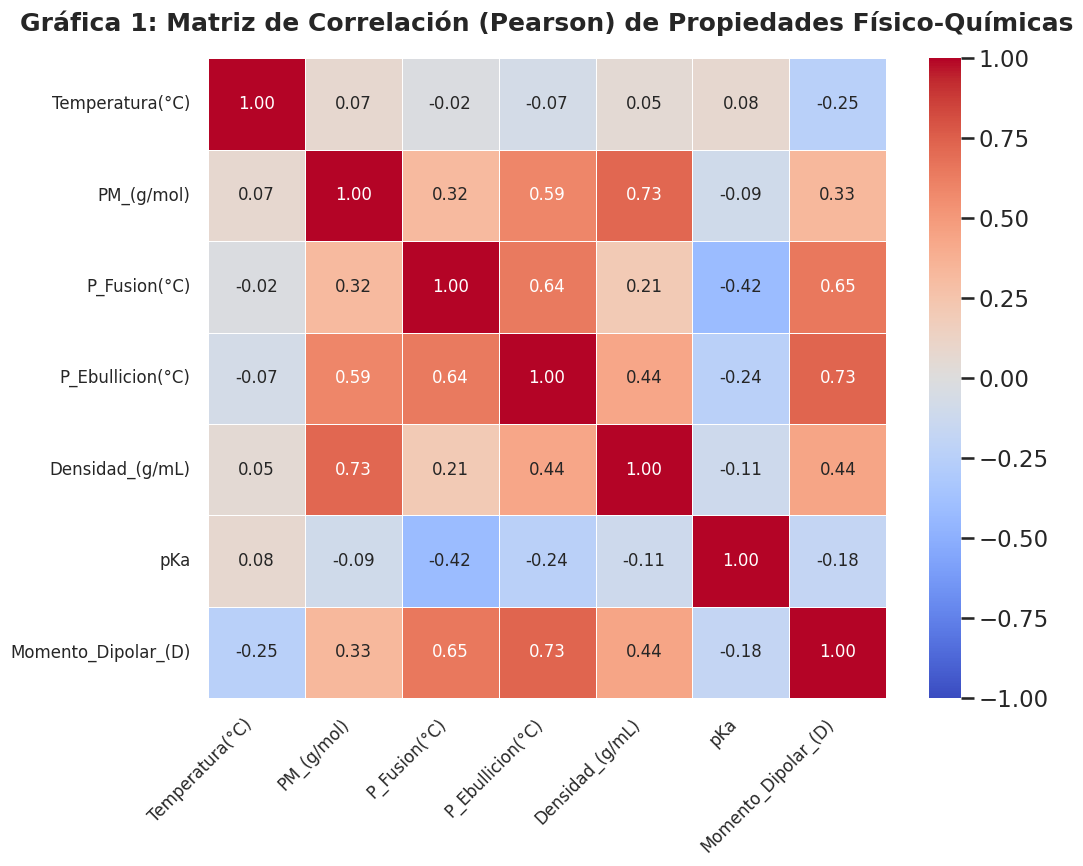 Gráfica 1: Matriz de Correlación (Pearson) de Propiedades Físico-Químicas
Temperatura(°C) 1.00 0.07 -0.02 -0.07 0.05 0.08 -0.25
PM_(g/mol) 0.07 1.00 0.32 0.59 0.73 -0.09 0.33
P_Fusion(°C) -0.02 0.32 1.00 0.64 0.21 -0.42 0.65
P_Ebullicion(°C) -0.07 0.59 0.64 1.00 0.44 -0.24 0.73
Densidad_(g/mL) 0.05 0.73 0.21 0.44 1.00 -0.11 0.44
pKa 0.08 -0.09 -0.42 -0.24 -0.11 1.00 -0.18
Momento_Dipolar_(D) -0.25 0.33 0.65 0.73 0.44 -0.18 1.00
Temperatura(°C)
PM_(g/mol)
P_Fusion(°C)
P_Ebullicion(°C)
Densidad_(g/mL)
pKa
Momento_Dipolar_(D)
1.00
0.75
0.50
0.25
0.00
−0.25
−0.50
−0.75
−1.00